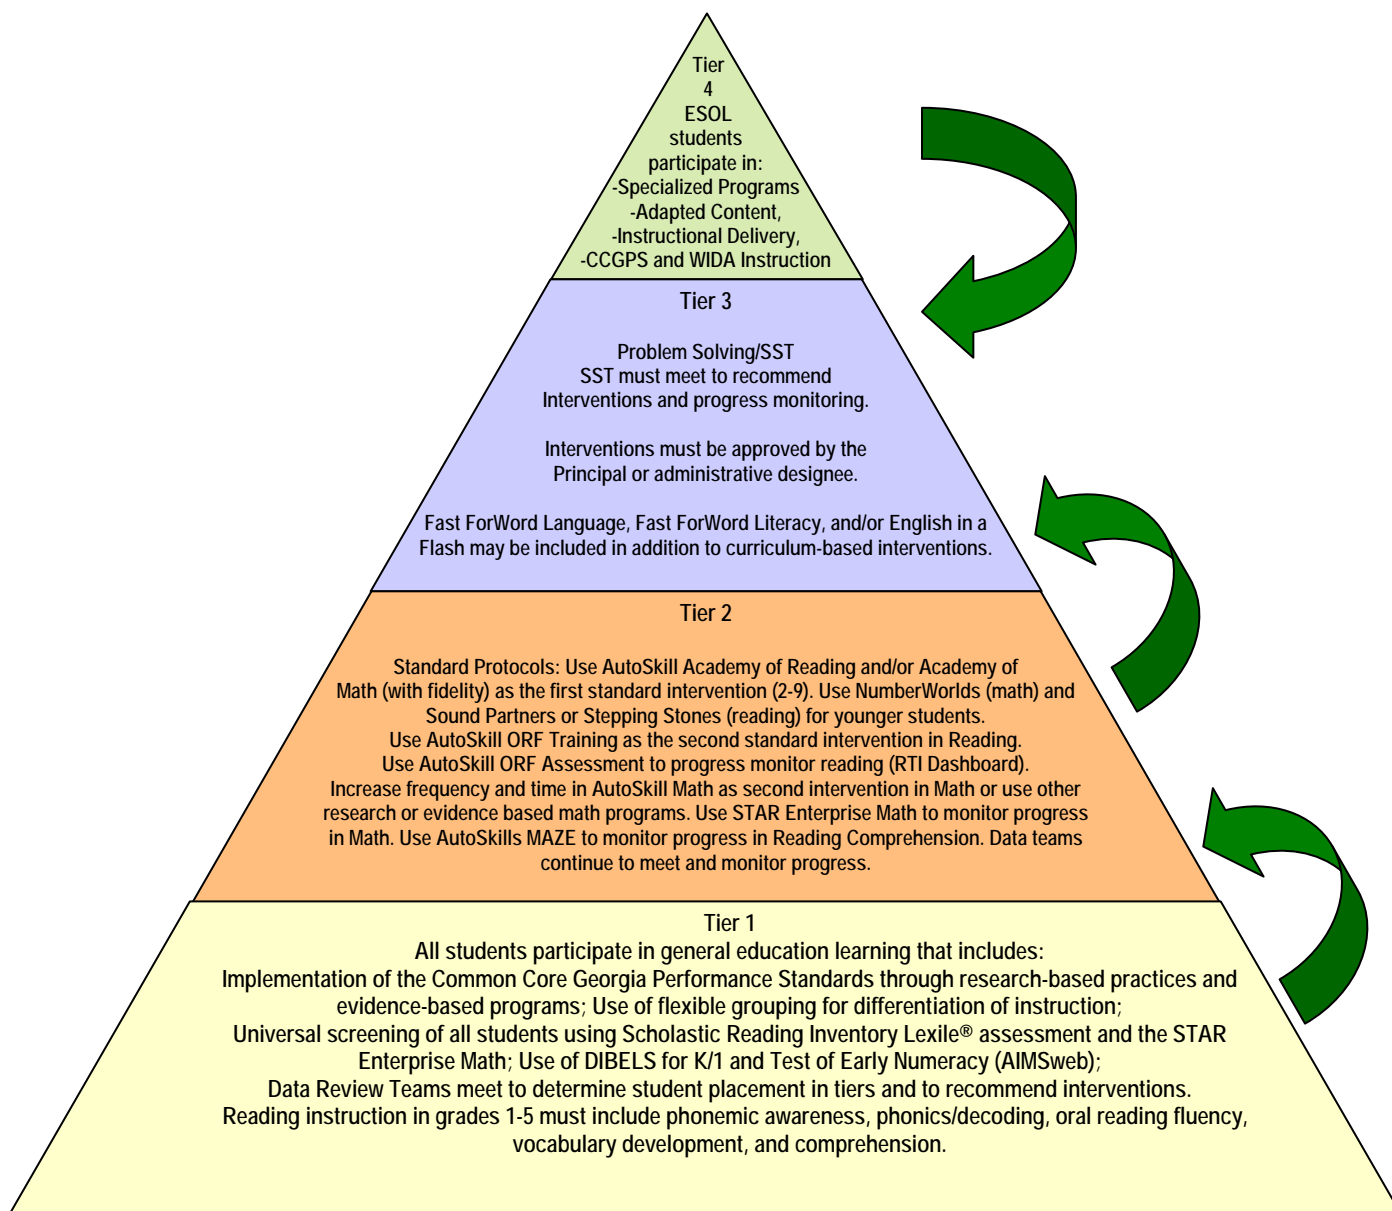 Tier
4
ESOL
students
participate in:
-Specialized Programs
-Adapted Content,
-Instructional Delivery,
-CCGPS and WIDA Instruction
Tier 3
Problem Solving/SST
SST must meet to recommend
Interventions and progress monitoring.
Interventions must be approved by the
Principal or administrative designee.
Fast ForWord Language, Fast ForWord Literacy, and/or English in a
Flash may be included in addition to curriculum-based interventions.
Tier 2
Standard Protocols: Use AutoSkill Academy of Reading and/or Academy of
Math (with fidelity) as the first standard intervention (2-9). Use NumberWorlds (math) and
Sound Partners or Stepping Stones (reading) for younger students.
Use AutoSkill ORF Training as the second standard intervention in Reading.
Use AutoSkill ORF Assessment to progress monitor reading (RTI Dashboard).
Increase frequency and time in AutoSkill Math as second intervention in Math or use other
research or evidence based math programs. Use STAR Enterprise Math to monitor progress
in Math. Use AutoSkills MAZE to monitor progress in Reading Comprehension. Data teams
continue to meet and monitor progress.
Tier 1
All students participate in general education learning that includes:
Implementation of the Common Core Georgia Performance Standards through research-based practices and
evidence-based programs; Use of flexible grouping for differentiation of instruction;
Universal screening of all students using Scholastic Reading Inventory Lexile® assessment and the STAR
Enterprise Math; Use of DIBELS for K/1 and Test of Early Numeracy (AIMSweb);
Data Review Teams meet to determine student placement in tiers and to recommend interventions.
Reading instruction in grades 1-5 must include phonemic awareness, phonics/decoding, oral reading fluency,
vocabulary development, and comprehension.